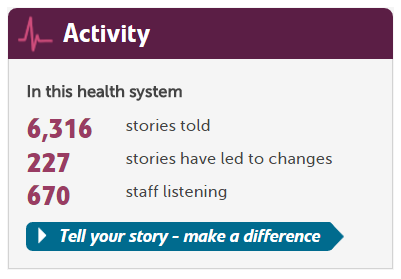 Activity
In this health system
6,316 stories told
227 stories have led to changes
670 staff listening
Tell your story - make a difference